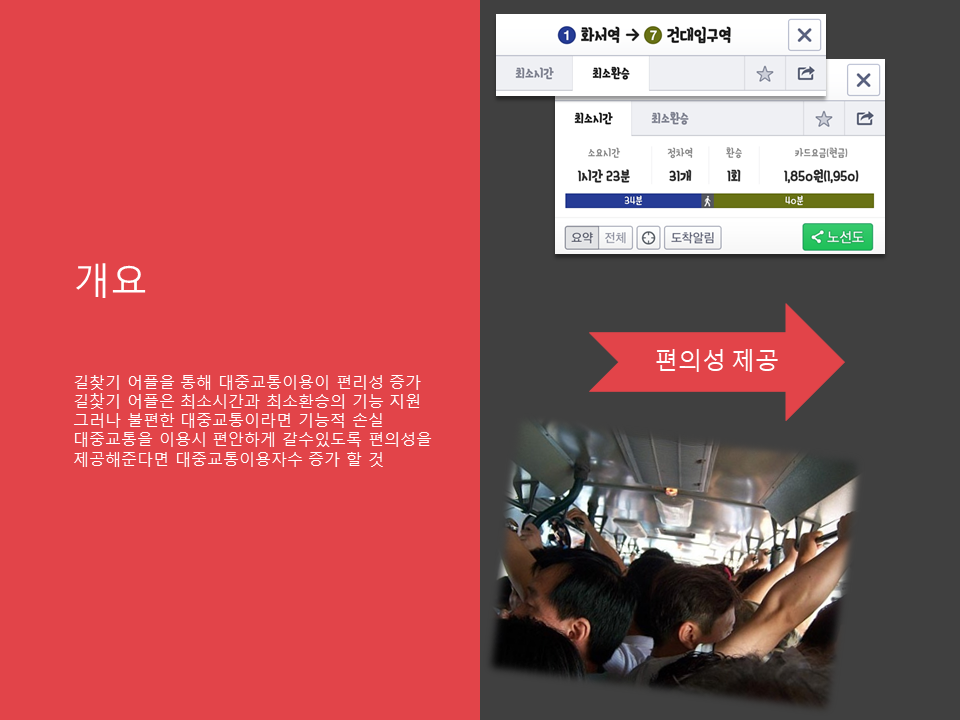 개요
길찾기 어플을 통해 대중교통이용이 편리성 증가
길찾기 어플은 최소시간과 최소환승의 기능 지원
그러나 불편한 대중교통이라면 기능적 손실
대중교통을 이용시 편안하게 갈수있도록 편의성을
제공해준다면 대중교통이용자수 증가 할 것
1 화서역 → 7 건대입구역
최소시간 최소환승
최소시간 최소환승
소요시간 정차역 환승 카드요금(현금)
1시간 23분 31개 1회 1,850원(1,950)
34분 40분
요약 전체 도착알림 노선도
편의성 제공